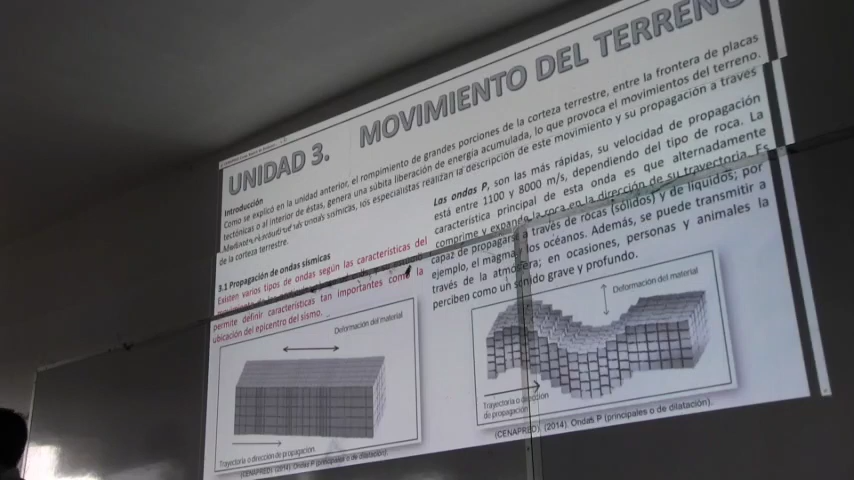 UNIDAD 3. MOVIMIENTO DEL TERRENO
Introducción
Como se explicó en la unidad anterior, el rompimiento de grandes porciones de la corteza terrestre, entre la frontera de placas
tectónicas o al interior de éstas, genera una súbita liberación de energía acumulada, lo que provoca el movimientos del terreno.
ondas sísmicas, los especialistas realizan la descripción de este movimiento y su propagación a través
de la corteza terrestre.
3.1 Propagación de ondas sísmicas
Existen varios tipos de ondas según las características del
permite definir características tan importantes como la
ubicación del epicentro del sismo.
Deformación del material
Trayectoria o dirección de propagación
(CENAPRED), (2014). Ondas P (principales o de dilatación).
Las ondas P, son las más rápidas, su velocidad de propagación
está entre 1100 y 8000 m/s, dependiendo del tipo de roca. La
característica principal de esta onda es que alternadamente
comprime y expande la roca en la dirección de su trayectoria. Es
capaz de propagarse a través de rocas (sólidos) y de líquidos; por
ejemplo, el magma y los océanos. Además, se puede transmitir a
través de la atmósfera; en ocasiones, personas y animales la
perciben como un sonido grave y profundo.
Deformación del material
Trayectoria o dirección
de propagación
(CENAPRED), (2014). Ondas P (principales o de dilatación).